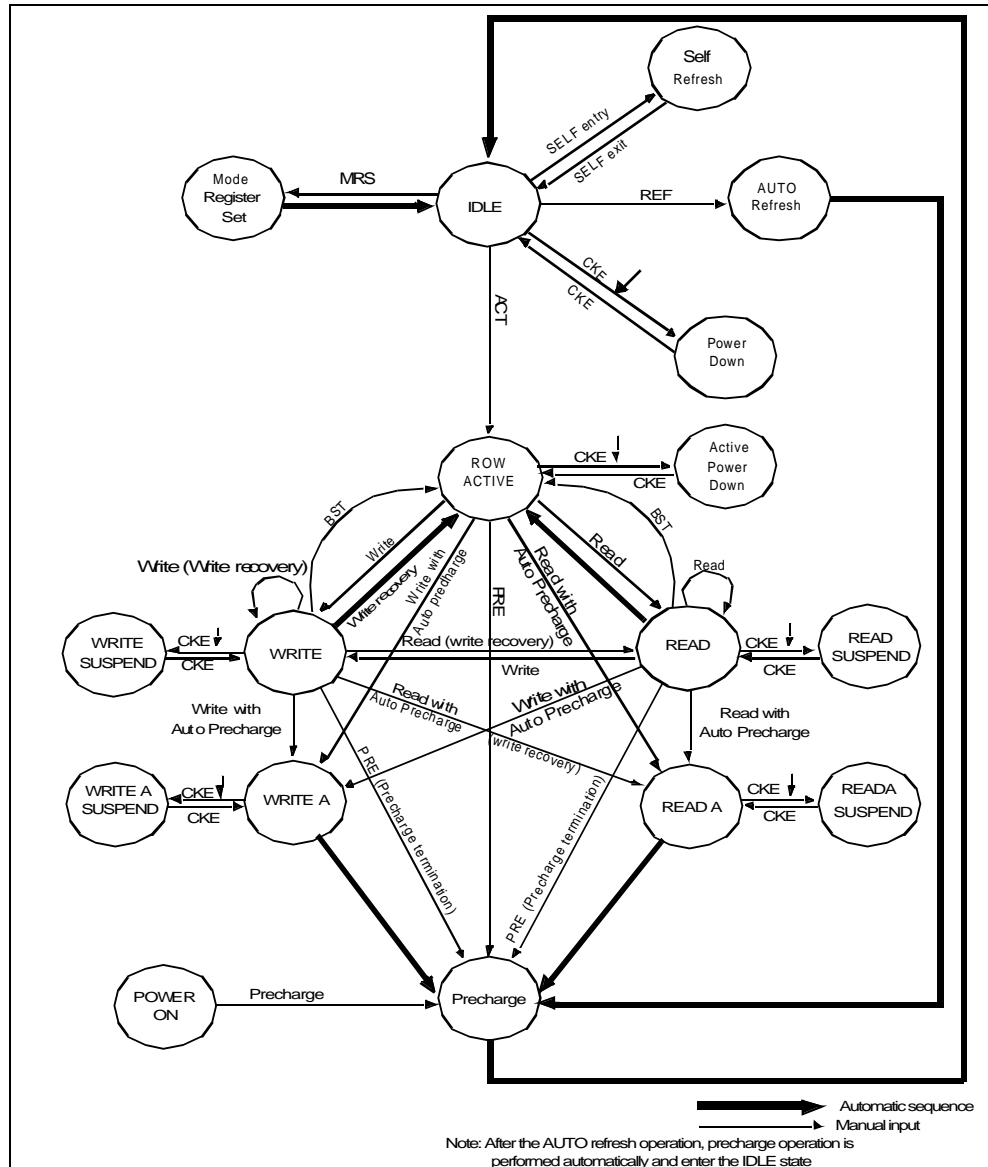 Self
Refresh
SELF entry
SELF exit
Mode
Register
Set
MRS
IDLE
REF
AUTO
Refresh
CKE
CKE
ACT
Power
Down
ROW
ACTIVE
CKE
CKE
Active
Power
Down
BST
BST
Write
Write recovery
Write with
Auto predharge
PRE
Read with
Auto Precharge
Read
Write (Write recovery)
Read
WRITE
SUSPEND
CKE
CKE
WRITE
Read (write recovery)
Write
READ
CKE
CKE
READ
SUSPEND
Write with
Auto Precharge
Read with
Auto Precharge
(write recovery)
Write with
Auto Precharge
Read with
Auto Precharge
WRITE A
SUSPEND
CKE
CKE
WRITE A
PRE (Precharge termination)
PRE (Precharge termination)
READ A
CKE
CKE
READA
SUSPEND
POWER
ON
Precharge
Precharge
Automatic sequence
Manual input
Note: After the AUTO refresh operation, precharge operation is
performed automatically and enter the IDLE state